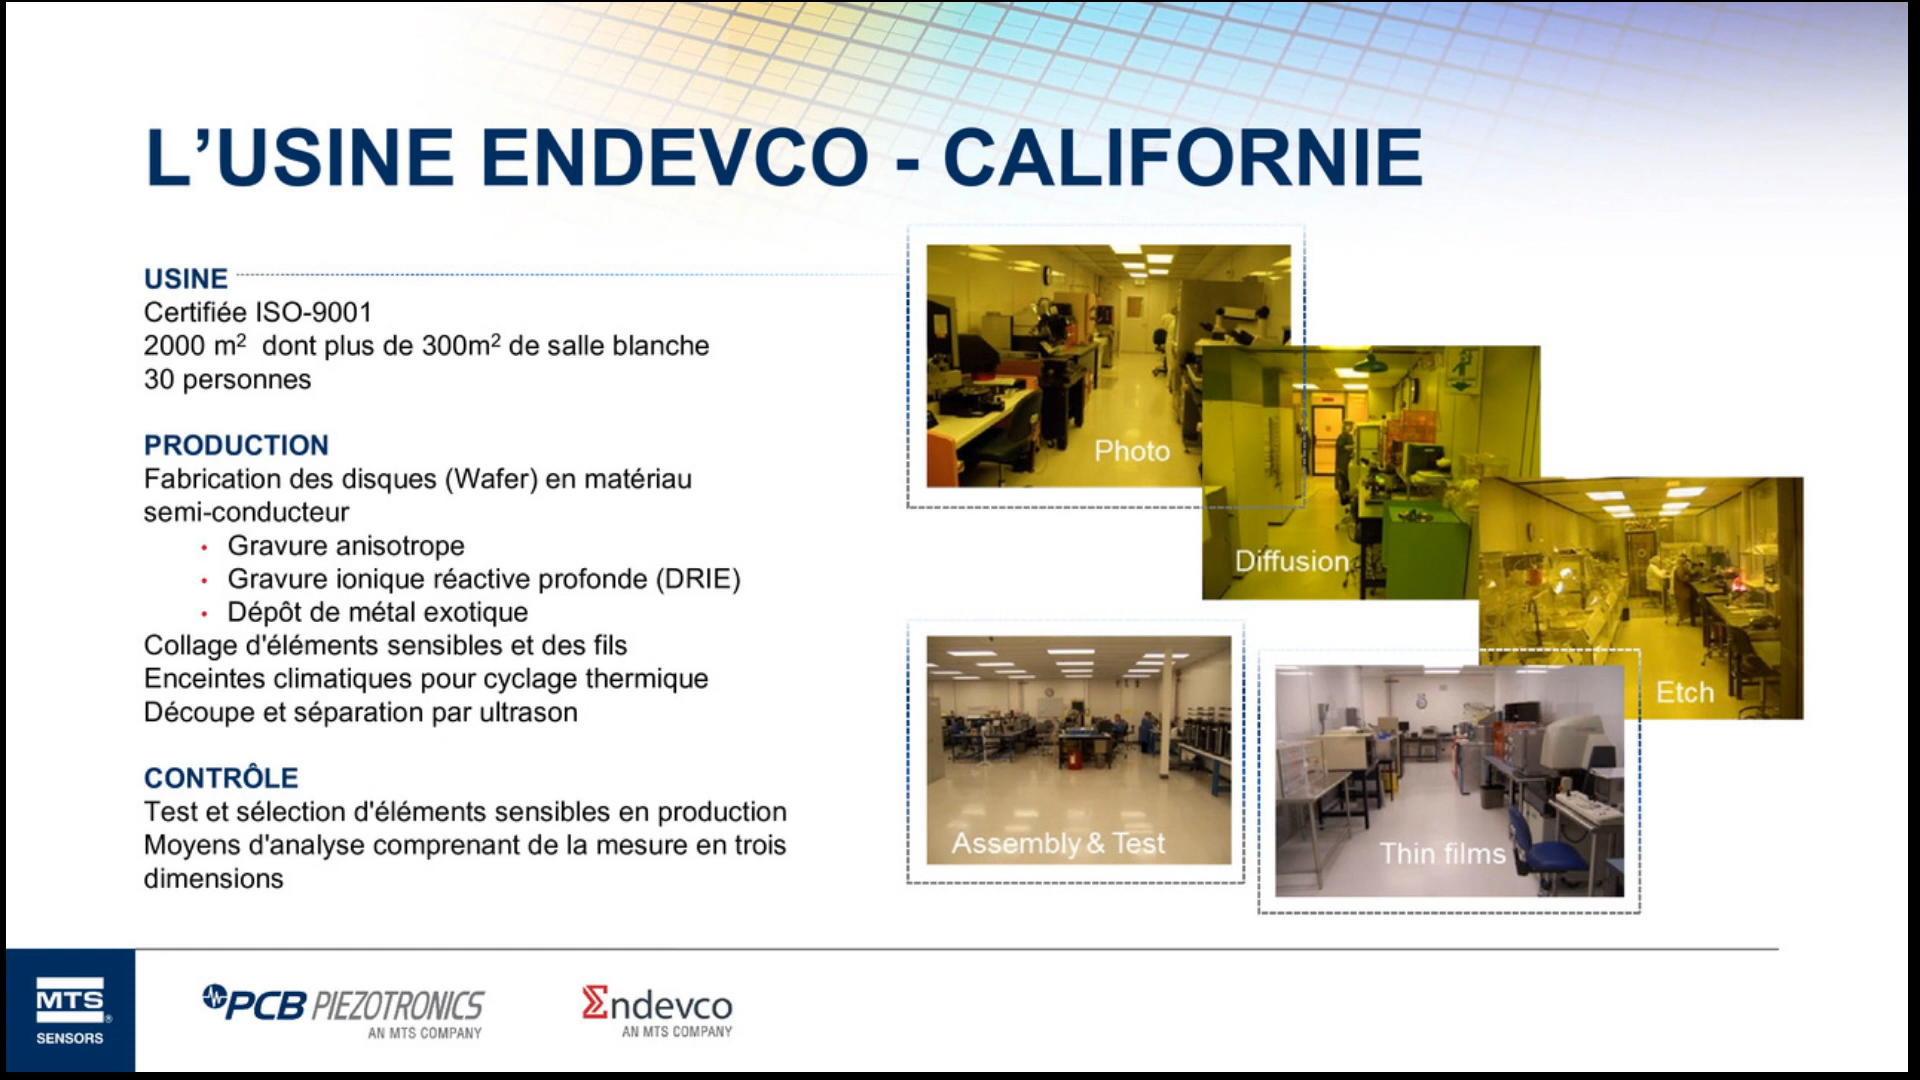 L'USINE ENDEVCO - CALIFORNIE
USINE
Certifiée ISO-9001
2000 m²  dont plus de 300m² de salle blanche
30 personnes
PRODUCTION
Fabrication des disques (Wafer) en matériau
semi-conducteur
• Gravure anisotrope
• Gravure ionique réactive profonde (DRIE)
• Dépôt de métal exotique
Collage d'éléments sensibles et des fils
Enceintes climatiques pour cyclage thermique
Découpe et séparation par ultrason
CONTRÔLE
Test et sélection d'éléments sensibles en production
Moyens d'analyse comprenant de la mesure en trois
dimensions
Photo
Diffusion
Etch
Assembly & Test
Thin films
MTS®
SENSORS
PCB PIEZOTRONICS
AN MTS COMPANY
Endevco
AN MTS COMPANY